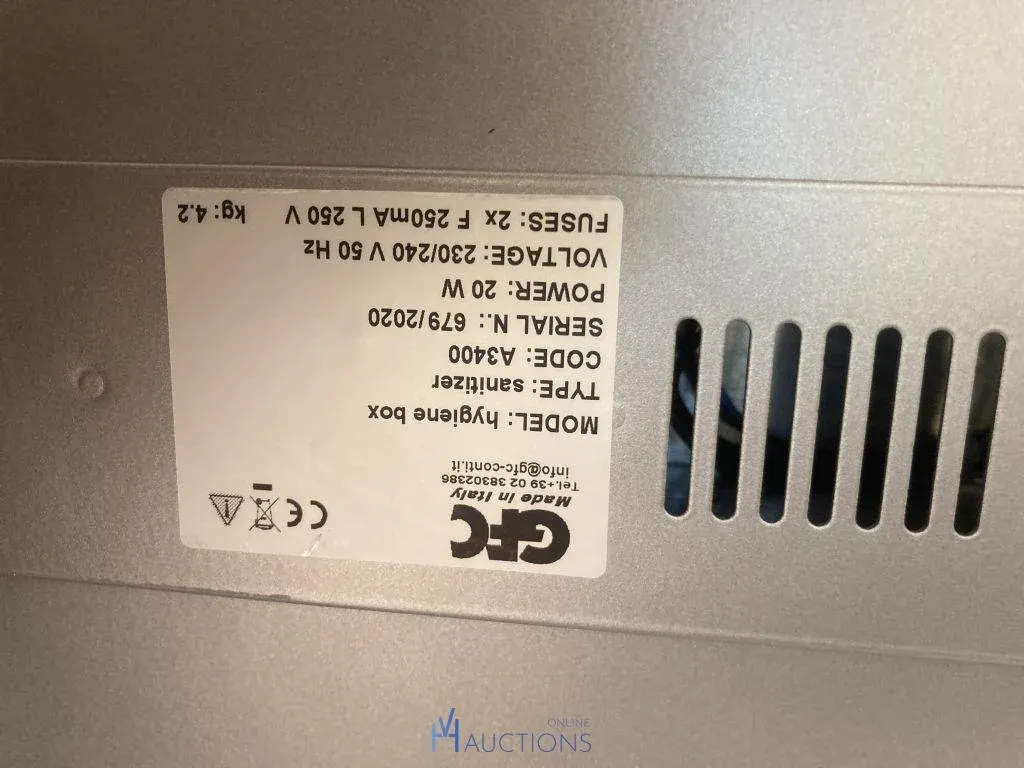 GFC
Made in Italy
Tel.+39 02 38302386
info@gfc-conti.it
CE
MODEL: hygiene box
TYPE: sanitizer
CODE: A3400
SERIAL N.: 679/2020
POWER: 20 W
VOLTAGE: 230/240 V 50 Hz
FUSES: 2x F 250mA L 250 V kg: 4.2
HVA ONLINE
AUCTIONS